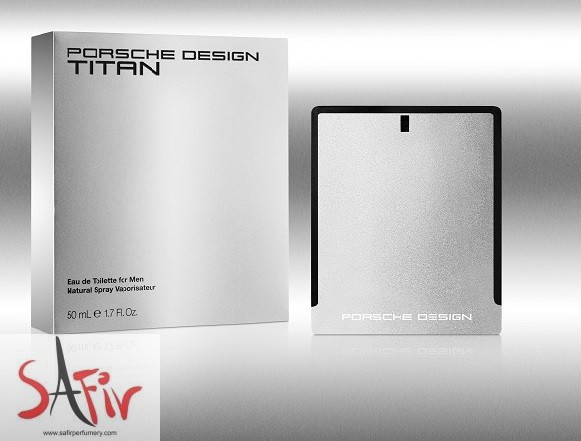 PORSCHE DESIGN
TITAN
Eau de Toilette for Men
Natural Spray Vaporisateur
50 mL e 1.7 Fl. Oz.
PORSCHE DESIGN
SAFir
www.safirperfumery.com